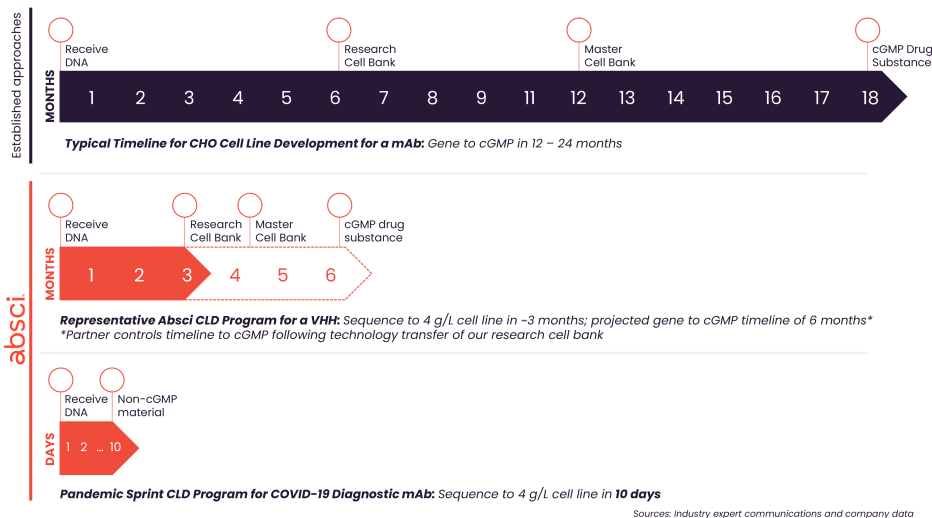 Established approaches
Receive
DNA
Research
Cell Bank
Master
Cell Bank
cGMP Drug
Substance
MONTHS
1 2 3 4 5 6 7 8 9 11 12 13 14 15 16 17 18
Typical Timeline for CHO Cell Line Development for a mAb: Gene to cGMP in 12 – 24 months
absci
Receive
DNA
Research
Cell Bank
Master
Cell Bank
cGMP drug
substance
MONTHS
1 2 3 4 5 6
Representative Absci CLD Program for a VHH: Sequence to 4 g/L cell line in ~3 months; projected gene to cGMP timeline of 6 months*
*Partner controls timeline to cGMP following technology transfer of our research cell bank
Receive
DNA
Non-cGMP
material
DAYS
1 2 ... 10
Pandemic Sprint CLD Program for COVID-19 Diagnostic mAb: Sequence to 4 g/L cell line in 10 days
Sources: Industry expert communications and company data